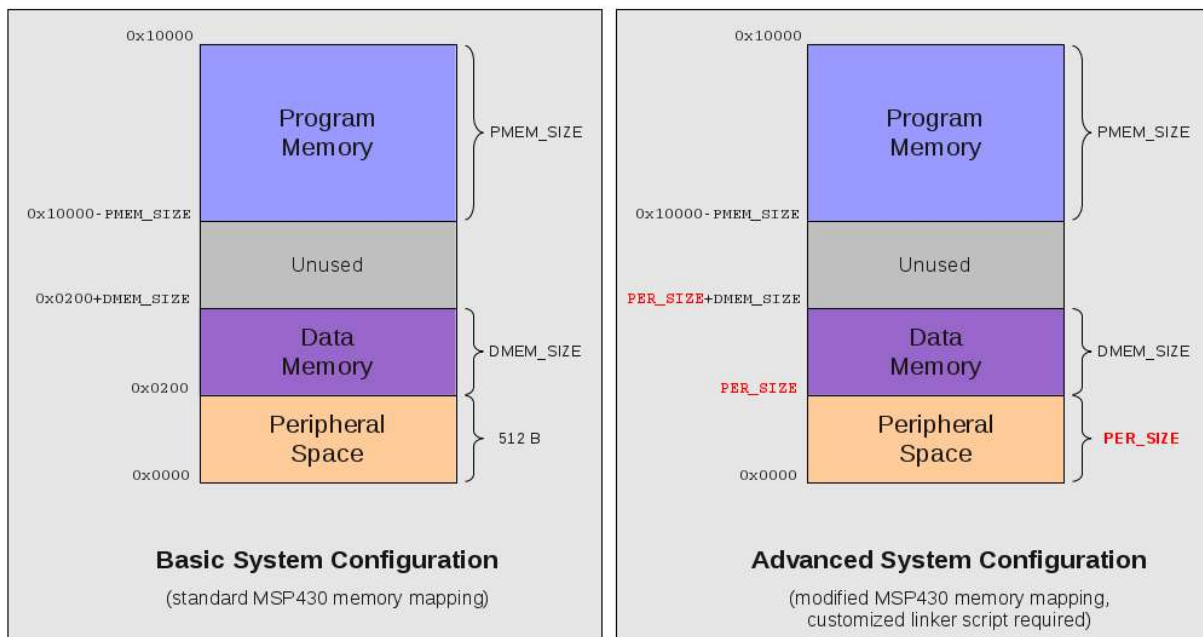 0x10000
Program
Memory
PMEM_SIZE
0x10000-PMEM_SIZE
Unused
0x0200+DMEM_SIZE
Data
Memory
DMEM_SIZE
0x0200
Peripheral
Space
512 B
0x0000
Basic System Configuration
(standard MSP430 memory mapping)
0x10000
Program
Memory
PMEM_SIZE
0x10000-PMEM_SIZE
Unused
PER_SIZE+DMEM_SIZE
Data
Memory
DMEM_SIZE
PER_SIZE
Peripheral
Space
PER_SIZE
0x0000
Advanced System Configuration
(modified MSP430 memory mapping,
customized linker script required)